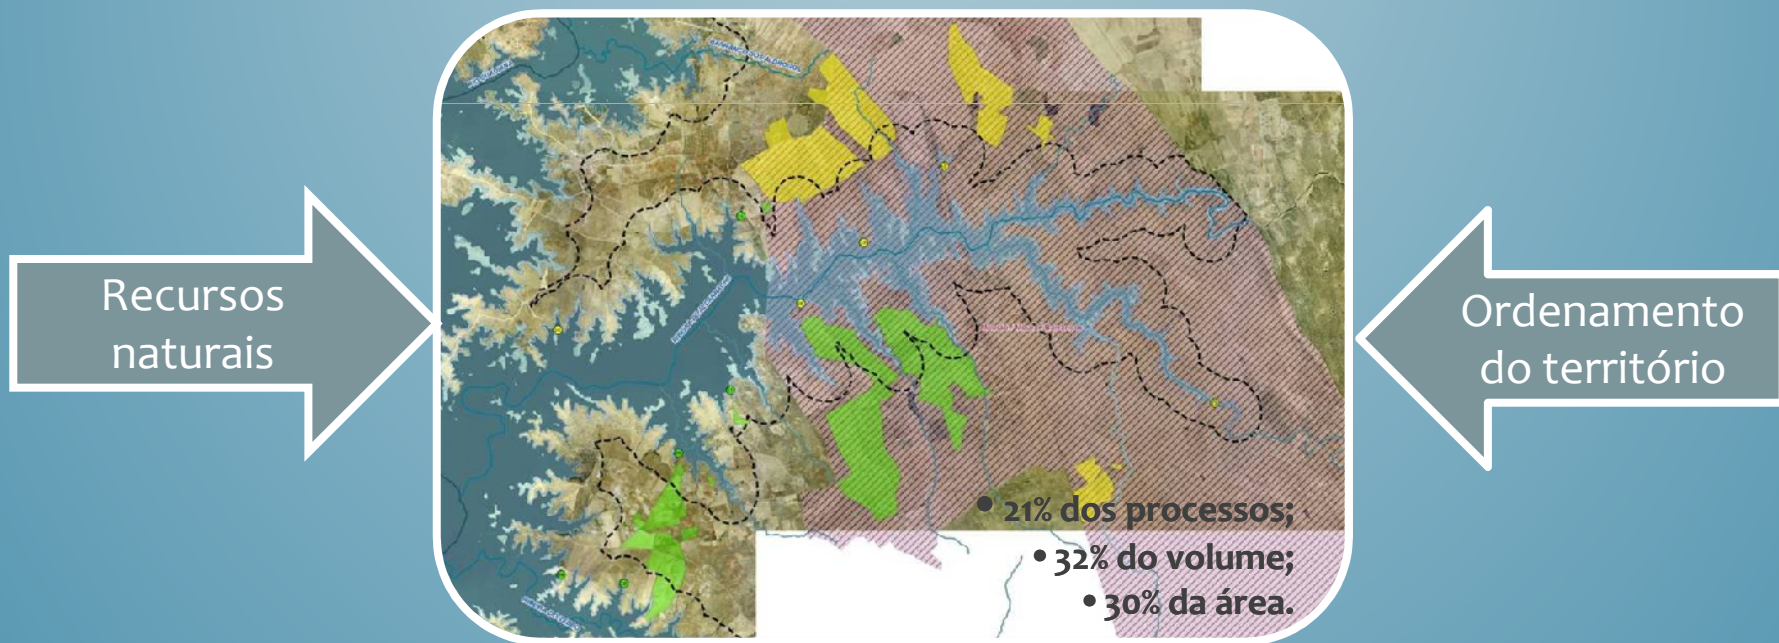 Recursos
naturais
Ordenamento
do território
• 21% dos processos;
• 32% do volume;
• 30% da área.